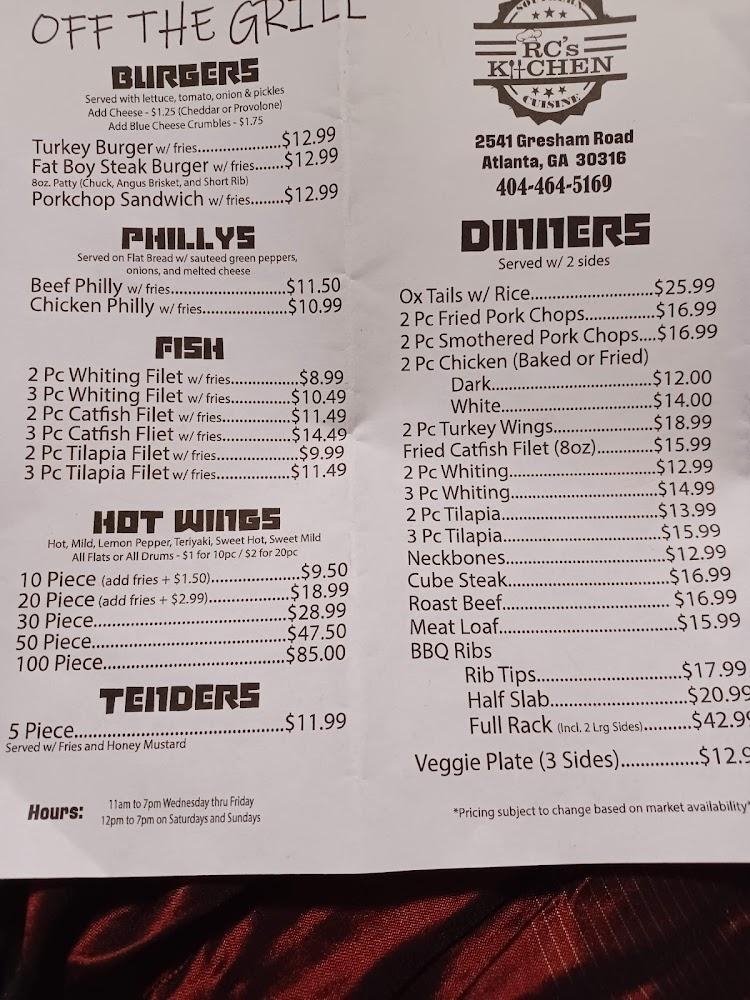 OFF THE GRILL
BURGERS
Served with lettuce, tomato, onion & pickles
Add Cheese - $1.25 (Cheddar or Provolone)
Add Blue Cheese Crumbles - $1.75
Turkey Burger w/ fries....................$12.99
Fat Boy Steak Burger w/ fries.......$12.99
8oz. Patty (Chuck, Angus Brisket, and Short Rib)
Porkchop Sandwich w/ fries........$12.99
PHILLYS
Served on Flat Bread w/ sauteed green peppers,
onions, and melted cheese
Beef Philly w/ fries...........................$11.50
Chicken Philly w/ fries....................$10.99
FISH
2 Pc Whiting Filet w/ fries................$8.99
3 Pc Whiting Filet w/ fries..............$10.49
2 Pc Catfish Filet w/ fries...............$11.49
3 Pc Catfish Fliet w/ fries...............$14.49
2 Pc Tilapia Filet w/ fries..................$9.99
3 Pc Tilapia Filet w/ fries................$11.49
HOT WINGS
Hot, Mild, Lemon Pepper, Teriyaki, Sweet Hot, Sweet Mild
All Flats or All Drums - $1 for 10pc / $2 for 20pc
10 Piece (add fries + $1.50)....................$9.50
20 Piece (add fries + $2.99)..................$18.99
30 Piece............................................$28.99
50 Piece............................................$47.50
100 Piece..........................................$85.00
TENDERS
5 Piece...............................................$11.99
Served w/ Fries and Honey Mustard
Hours:
11am to 7pm Wednesday thru Friday
12pm to 7pm on Saturdays and Sundays
RC's
KITCHEN
CUISINE
2541 Gresham Road
Atlanta, GA 30316
404-464-5169
DINNERS
Served w/ 2 sides
Ox Tails w/ Rice...........................$25.99
2 Pc Fried Pork Chops................$16.99
2 Pc Smothered Pork Chops....$16.99
2 Pc Chicken (Baked or Fried)
Dark....................................$12.00
White..................................$14.00
2 Pc Turkey Wings.......................$18.99
Fried Catfish Filet (8oz).............$15.99
2 Pc Whiting.................................$12.99
3 Pc Whiting.................................$14.99
2 Pc Tilapia...................................$13.99
3 Pc Tilapia...................................$15.99
Neckbones...................................$12.99
Cube Steak....................................$16.99
Roast Beef..................................... $16.99
Meat Loaf.......................................$15.99
BBQ Ribs
Rib Tips................................$17.99
Half Slab..............................$20.99
Full Rack (Incl. 2 Lrg Sides)..........$42.99
Veggie Plate (3 Sides).................$12.9
*Pricing subject to change based on market availability*